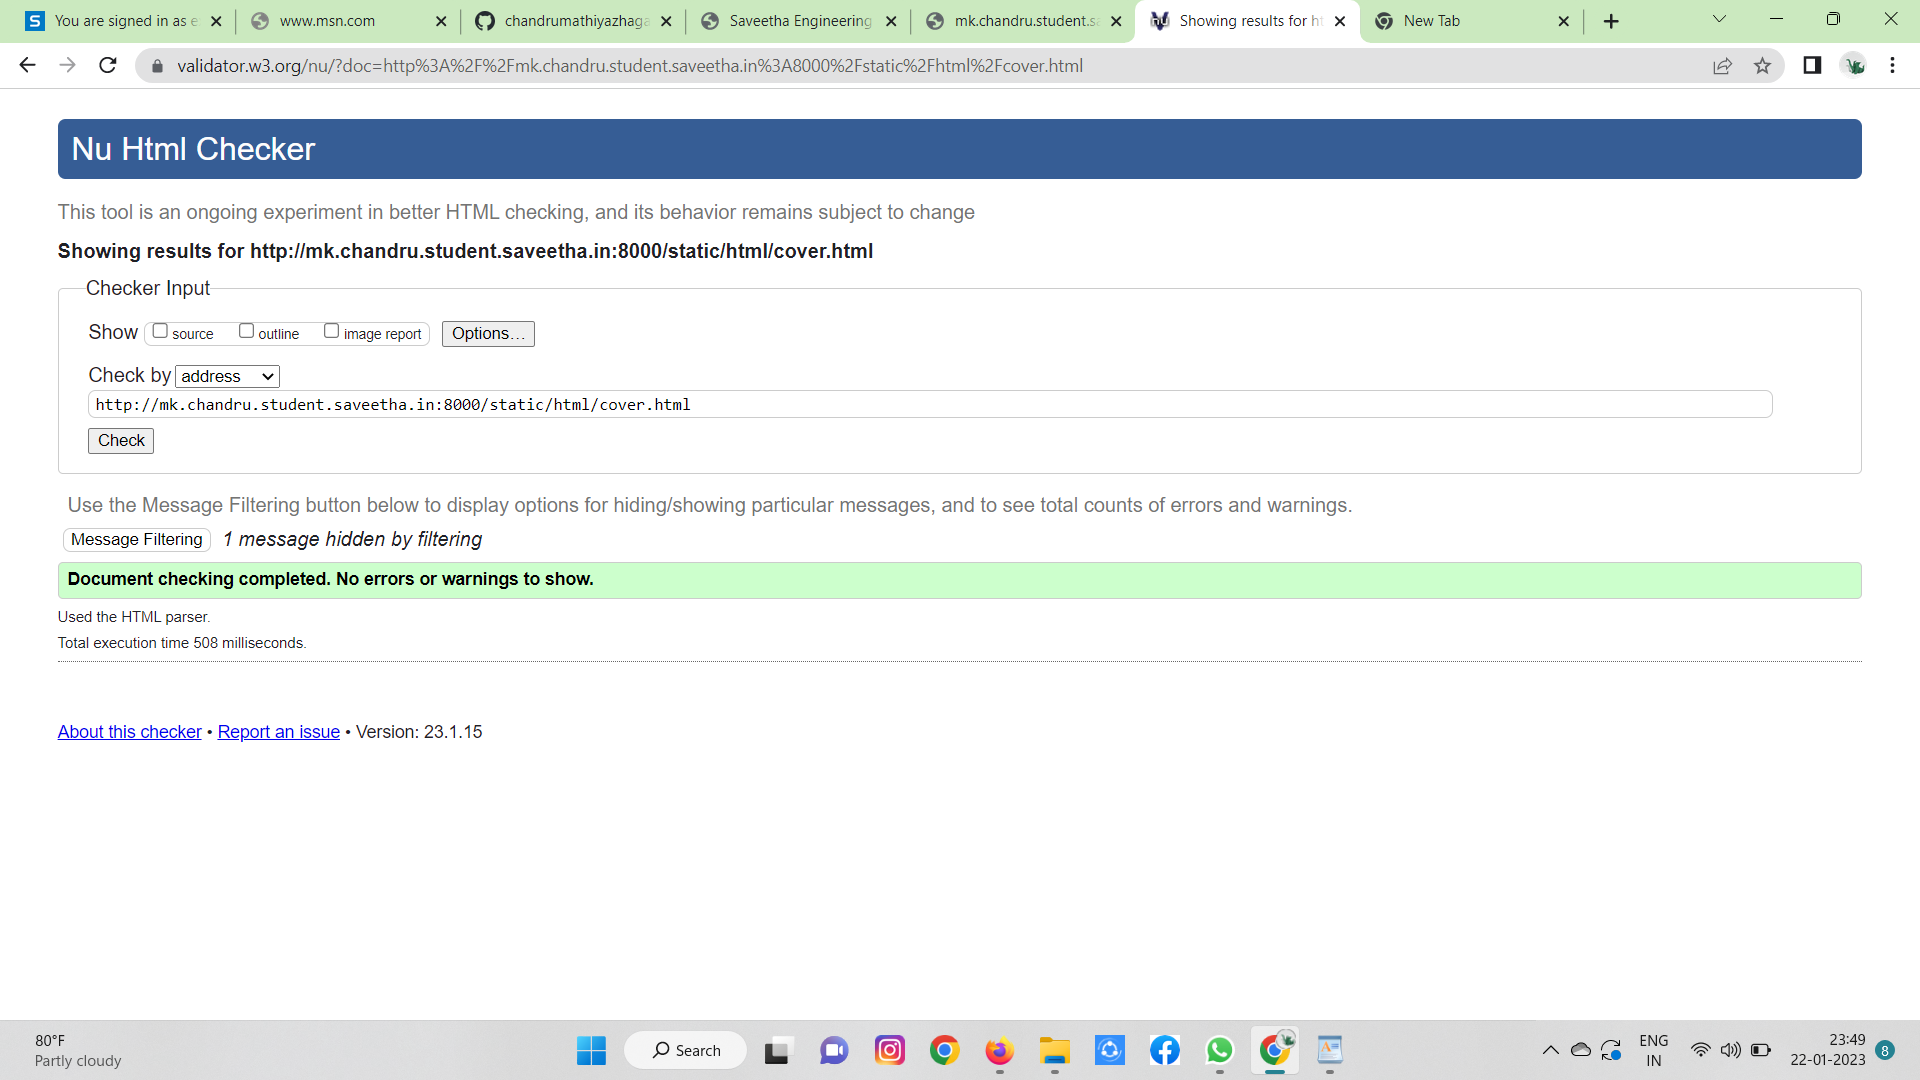 You are signed in as e
www.msn.com
chandrumathiyazhaga
Saveetha Engineering
mk.chandru.student.sa
Showing results for ht
New Tab
validator.w3.org/nu/?doc=http%3A%2F%2Fmk.chandru.student.saveetha.in%3A8000%2Fstatic%2Fhtml%2Fcover.html
Nu Html Checker
This tool is an ongoing experiment in better HTML checking, and its behavior remains subject to change
Showing results for http://mk.chandru.student.saveetha.in:8000/static/html/cover.html
Checker Input
Show source outline image report Options…
Check by address
http://mk.chandru.student.saveetha.in:8000/static/html/cover.html
Check
Use the Message Filtering button below to display options for hiding/showing particular messages, and to see total counts of errors and warnings.
Message Filtering 1 message hidden by filtering
Document checking completed. No errors or warnings to show.
Used the HTML parser.
Total execution time 508 milliseconds.
About this checker • Report an issue • Version: 23.1.15
80°F
Partly cloudy
Search
ENG
IN
23:49
22-01-2023
8